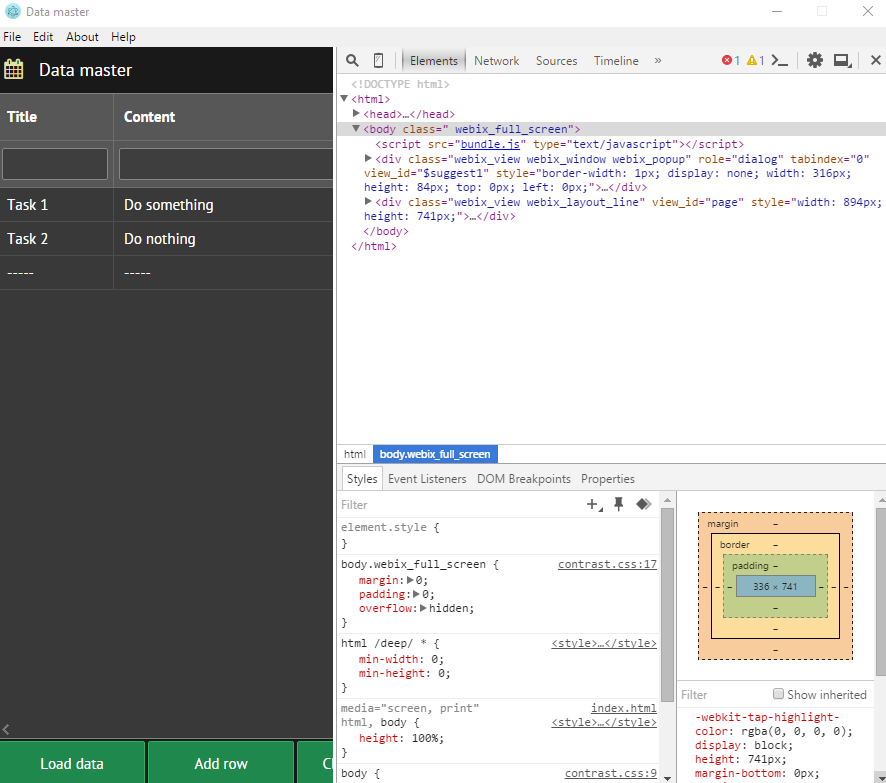 Data master
File Edit About Help
Data master
Title Content
Task 1 Do something
Task 2 Do nothing
----- -----
Load data Add row
Elements Network Sources Timeline » 1 1
<!DOCTYPE html>
<html>
<head>…</head>
<body class=" webix_full_screen">
<script src="bundle.js" type="text/javascript"></script>
<div class="webix_view webix_window webix_popup" role="dialog" tabindex="0"
view_id="$suggest1" style="border-width: 1px; display: none; width: 316px;
height: 84px; top: 0px; left: 0px;">…</div>
<div class="webix_view webix_layout_line" view_id="page" style="width: 894px;
height: 741px;">…</div>
</body>
</html>
html body.webix_full_screen
Styles Event Listeners DOM Breakpoints Properties
Filter
element.style {
}
body.webix_full_screen { contrast.css:17
margin: 0;
padding: 0;
overflow: hidden;
}
html /deep/ * { <style>…</style>
min-width: 0;
min-height: 0;
}
media="screen, print" index.html
html, body { <style>…</style>
height: 100%;
}
body { contrast.css:9
margin –
border –
padding –
– – – 336 × 741 – – –
–
–
–
Filter Show inherited
-webkit-tap-highlight-
color: rgba(0, 0, 0, 0);
display: block;
height: 741px;
margin-bottom: 0px;